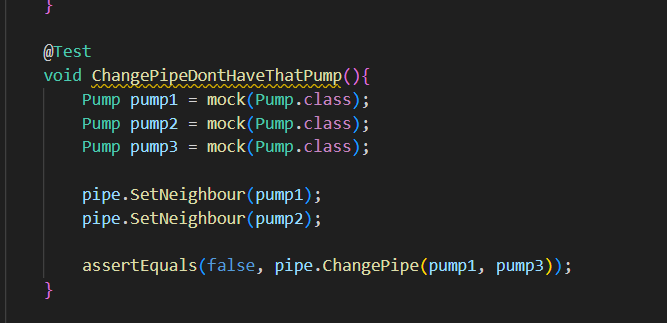 }
@Test
void ChangePipeDontHaveThatPump(){
Pump pump1 = mock(Pump.class);
Pump pump2 = mock(Pump.class);
Pump pump3 = mock(Pump.class);
pipe.SetNeighbour(pump1);
pipe.SetNeighbour(pump2);
assertEquals(false, pipe.ChangePipe(pump1, pump3));
}